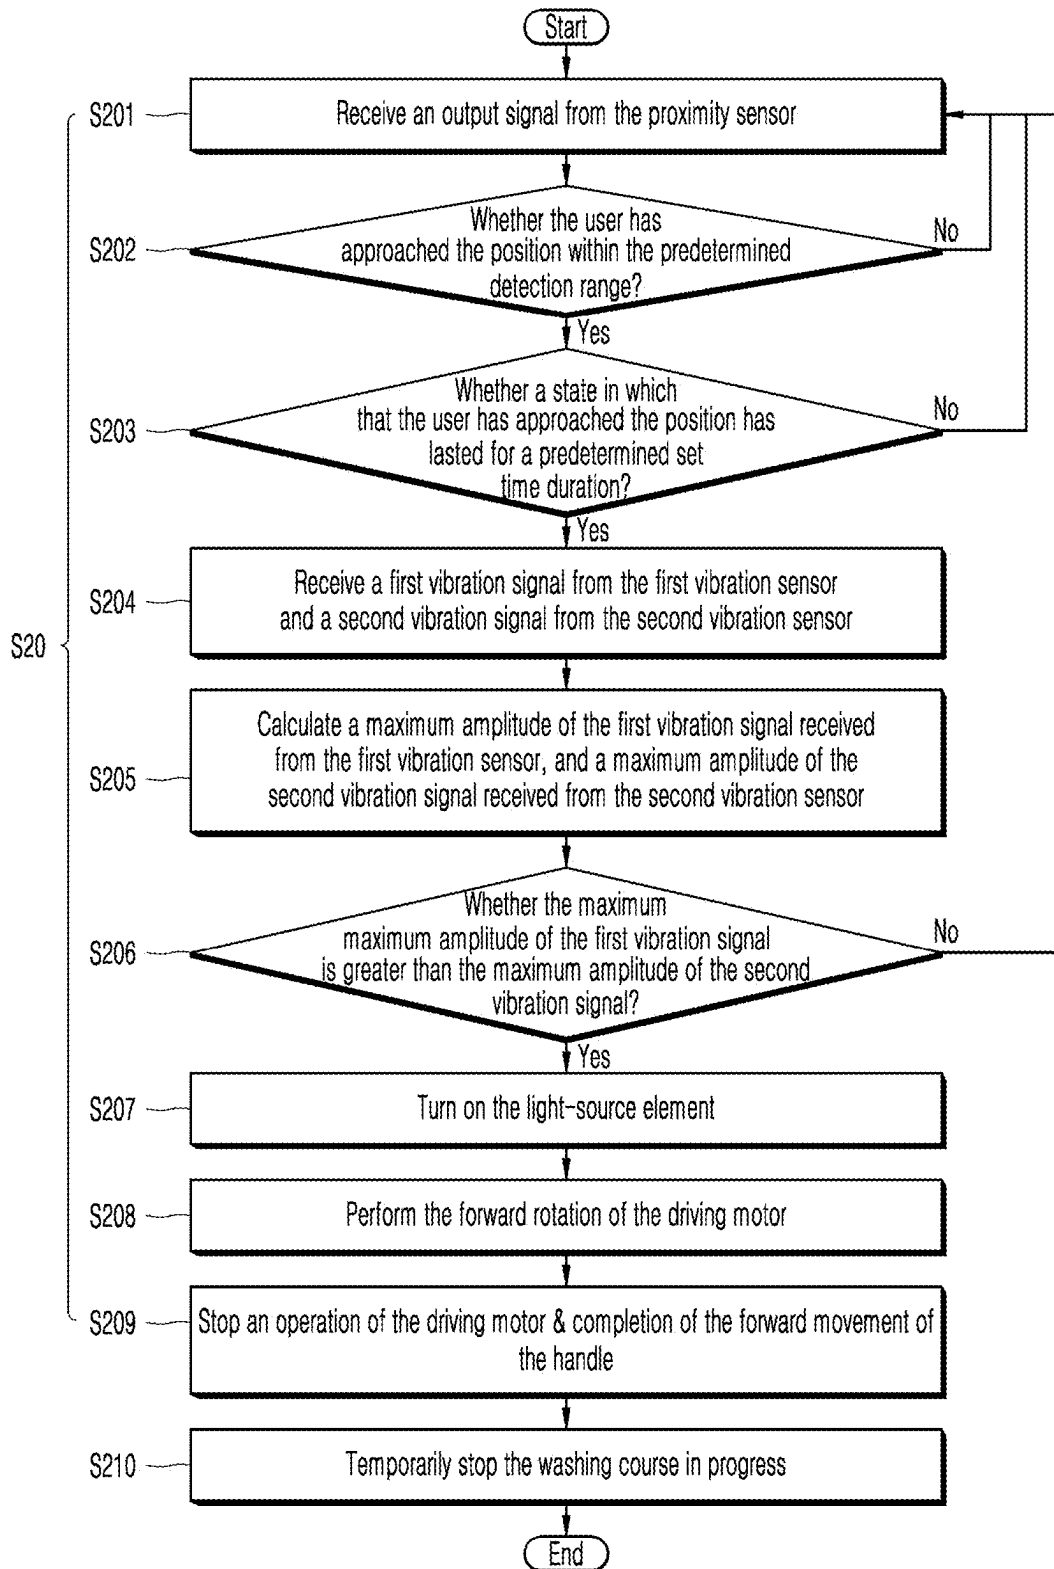 Start
S201
Receive an output signal from the proximity sensor
S202
Whether the user has
approached the position within the predetermined
detection range?
No
Yes
S203
Whether a state in which
that the user has approached the position has
lasted for a predetermined set
time duration?
No
Yes
S204
Receive a first vibration signal from the first vibration sensor
and a second vibration signal from the second vibration sensor
S20
S205
Calculate a maximum amplitude of the first vibration signal received
from the first vibration sensor, and a maximum amplitude of the
second vibration signal received from the second vibration sensor
S206
Whether the maximum
maximum amplitude of the first vibration signal
is greater than the maximum amplitude of the second
vibration signal?
No
Yes
S207
Turn on the light-source element
S208
Perform the forward rotation of the driving motor
S209
Stop an operation of the driving motor & completion of the forward movement of
the handle
S210
Temporarily stop the washing course in progress
End